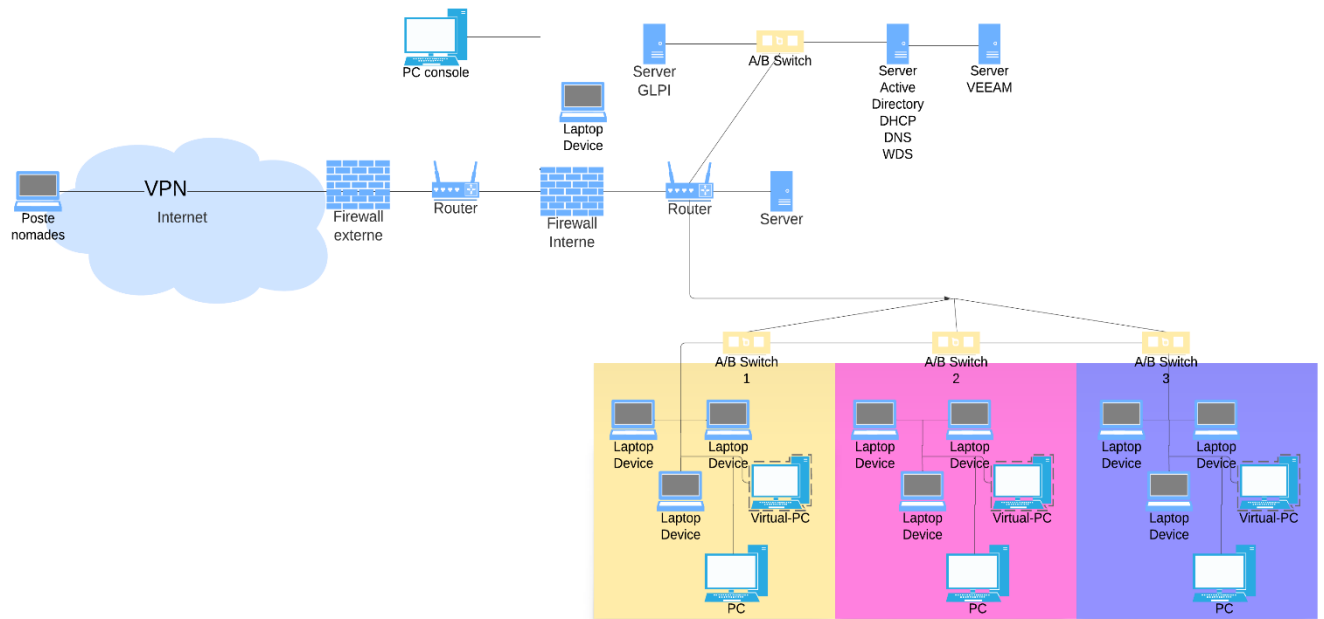 PC console
Server
GLPI
A/B Switch
Server
Active
Directory
DHCP
DNS
WDS
Server
VEEAM
Laptop
Device
VPN
Internet
Poste
nomades
Firewall
externe
Router
Firewall
Interne
Router
Server
A/B Switch
1
A/B Switch
2
A/B Switch
3
Laptop
Device
Laptop
Device
Laptop
Device
Virtual-PC
PC
Laptop
Device
Laptop
Device
Laptop
Device
Virtual-PC
PC
Laptop
Device
Laptop
Device
Laptop
Device
Virtual-PC
PC